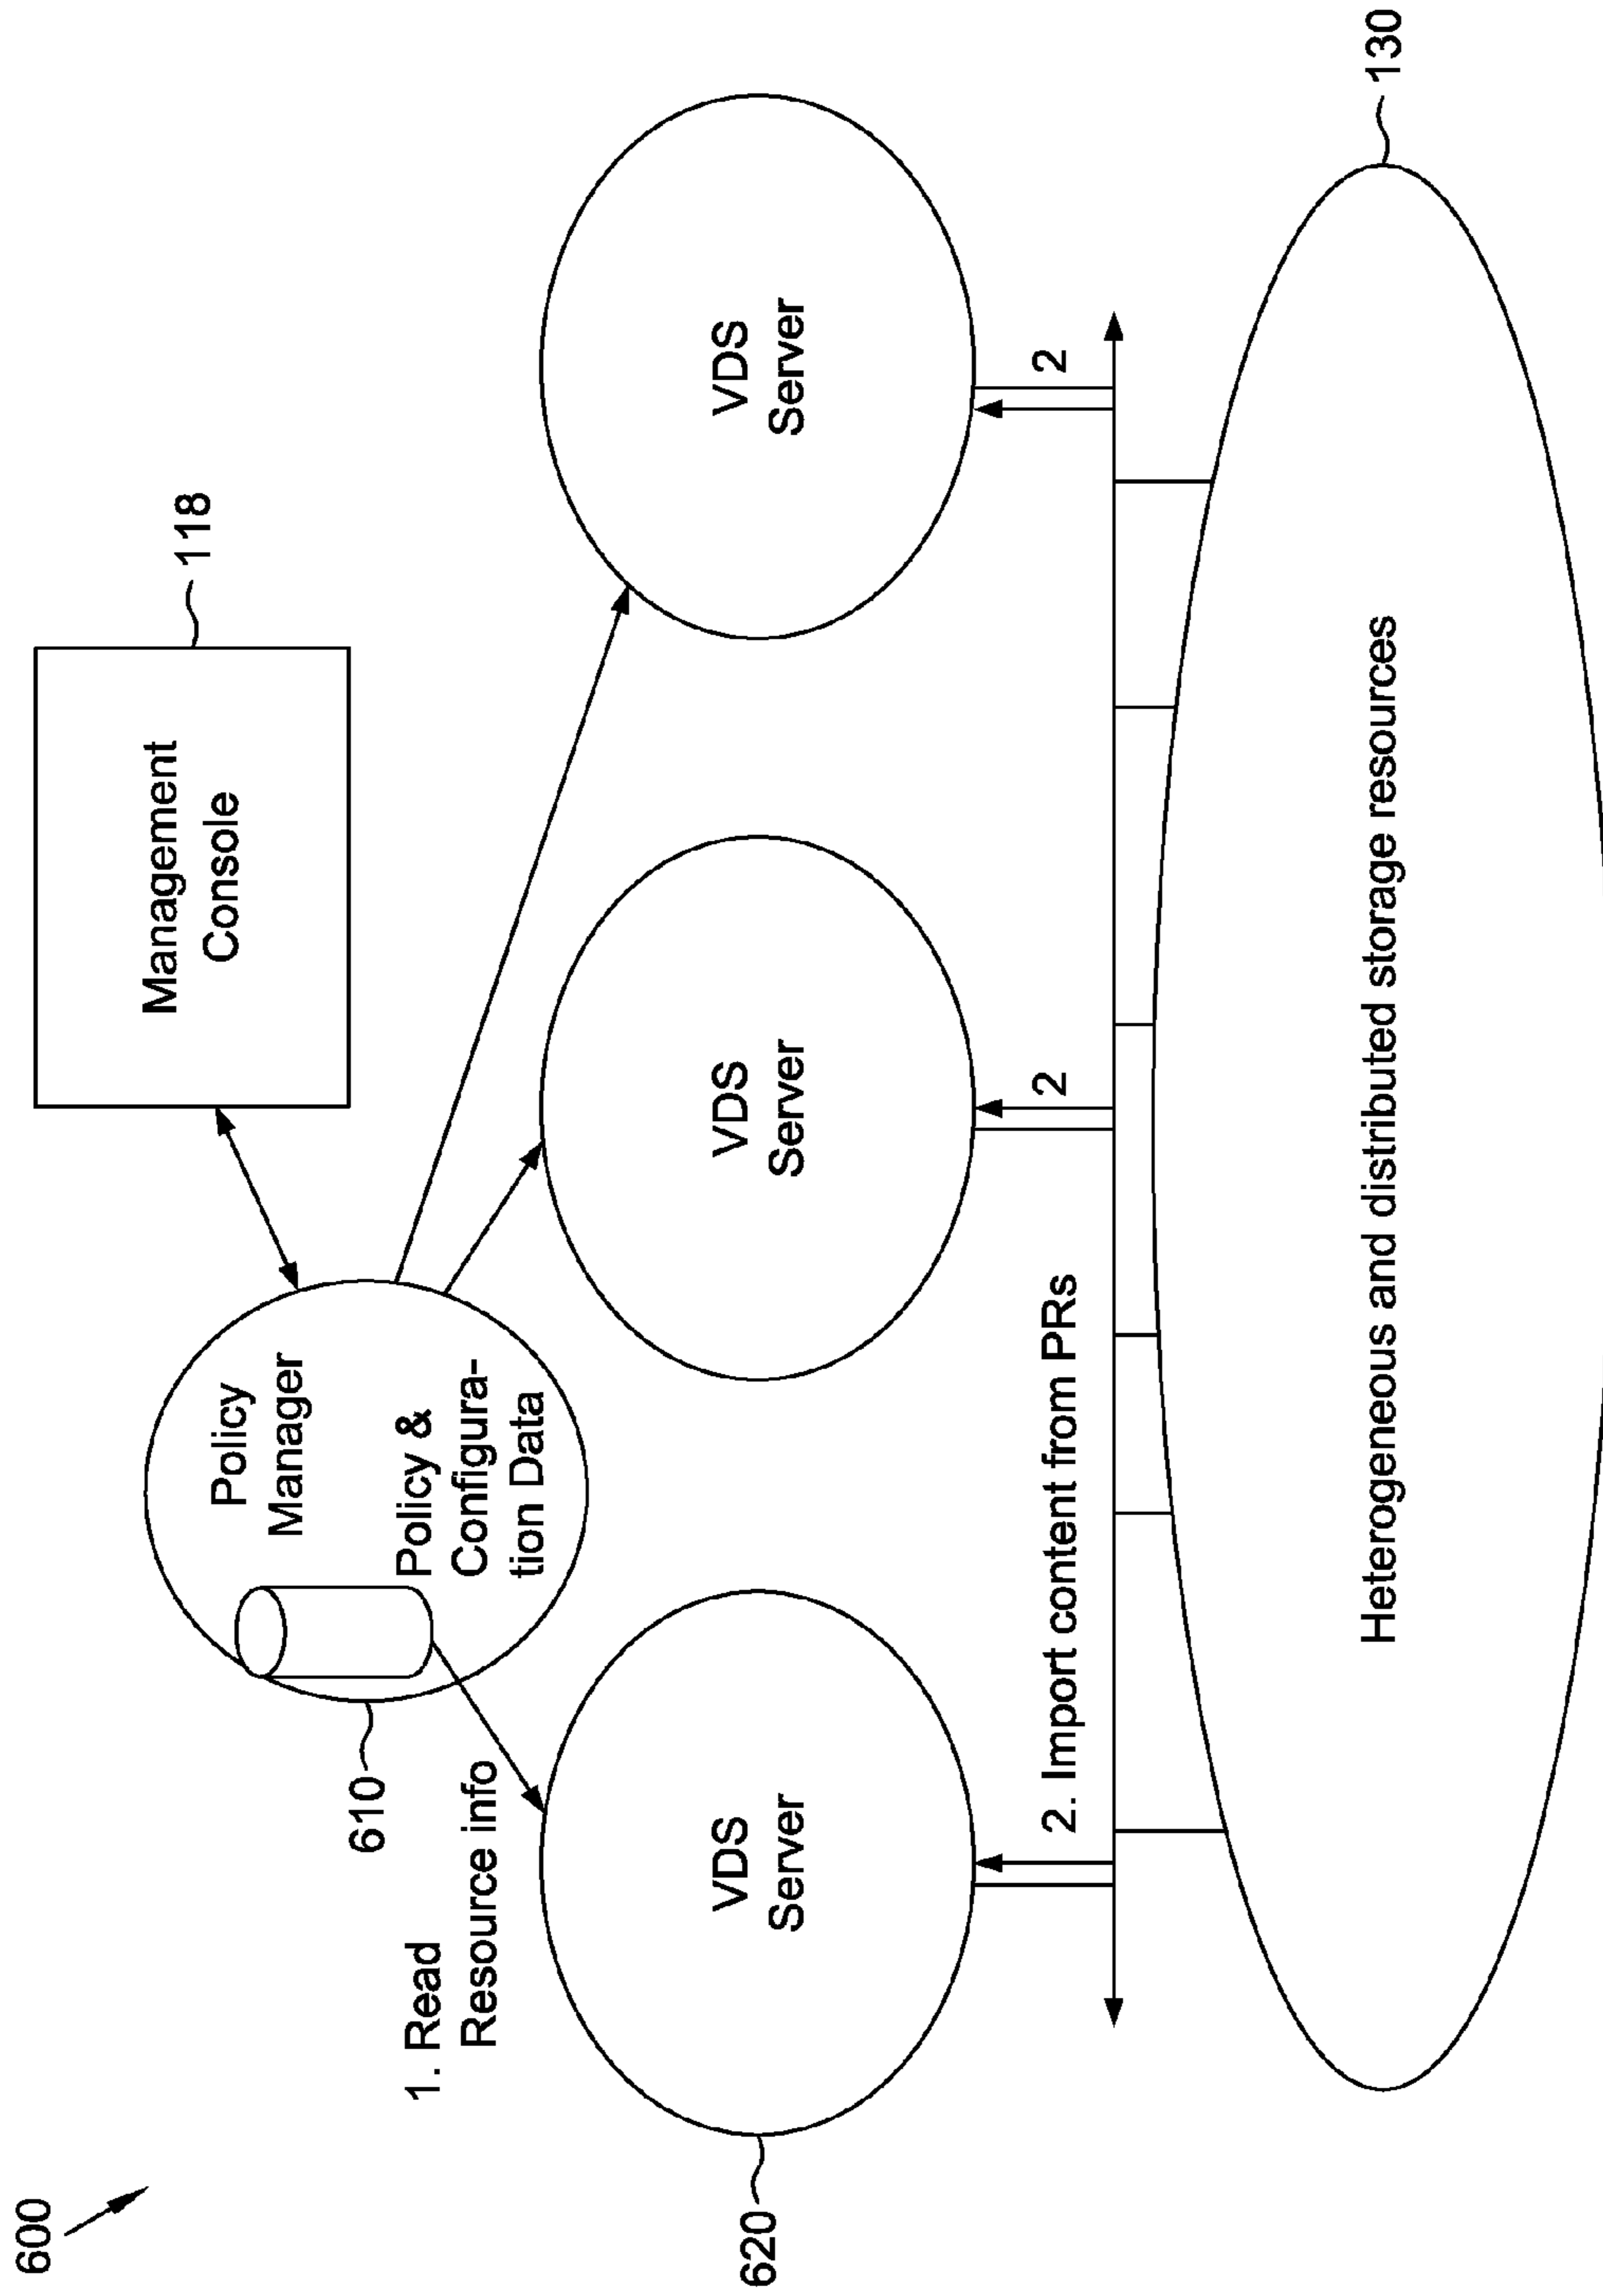 600
Management
Console
118
Policy
Manager
Policy &
Configura-
tion Data
610
1. Read
Resource info
VDS
Server
VDS
Server
VDS
Server
620
2. Import content from PRs
2
2
130
Heterogeneous and distributed storage resources